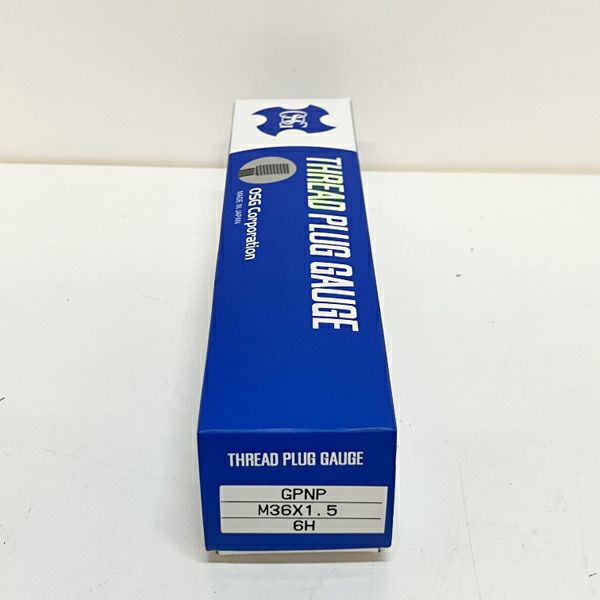 OSG
THREAD PLUG GAUGE
OSG Corporation
MADE IN JAPAN
THREAD PLUG GAUGE
GPNP
M36X1.5
6H